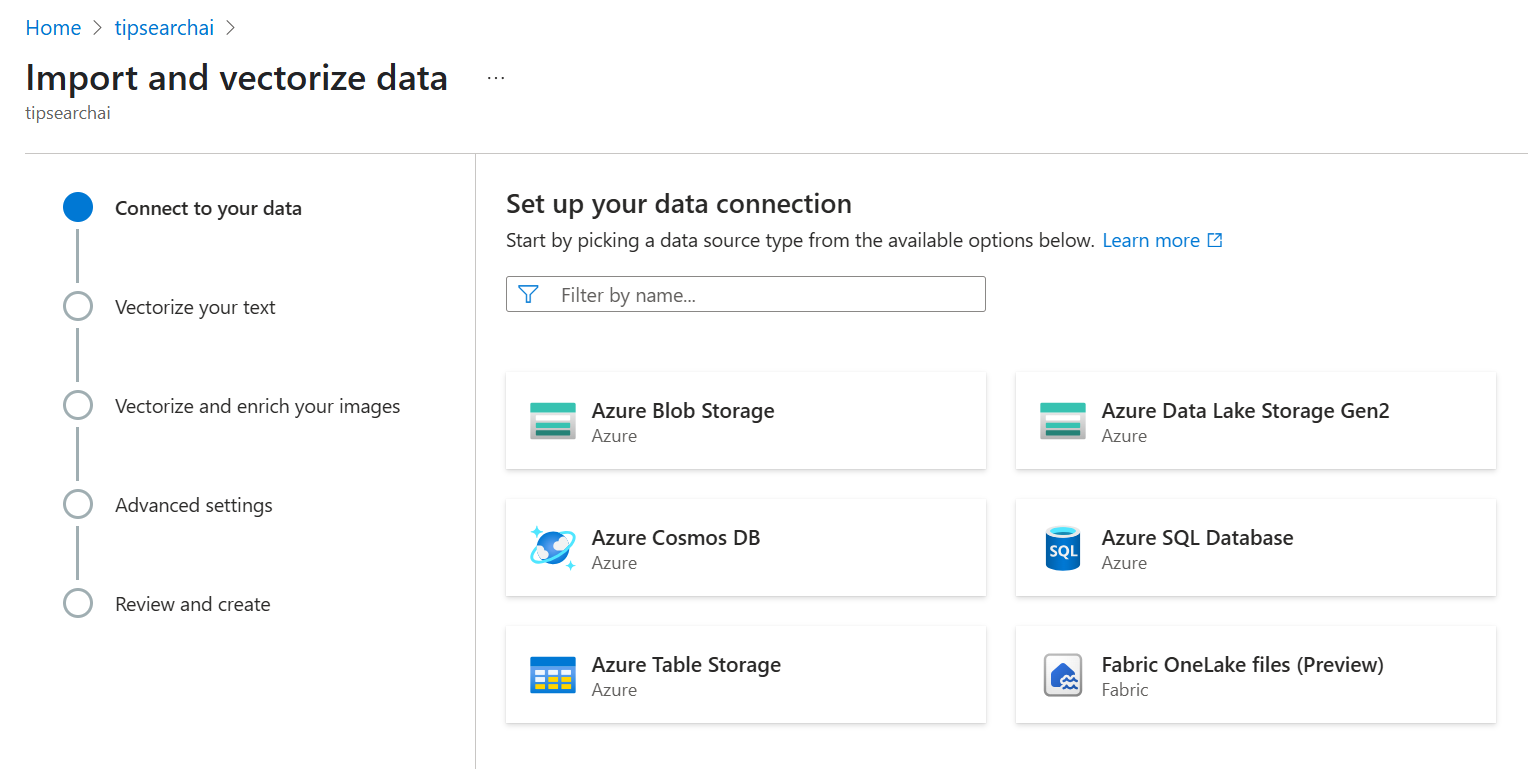 Home > tipsearchai >
Import and vectorize data ...
tipsearchai
Connect to your data
Vectorize your text
Vectorize and enrich your images
Advanced settings
Review and create
Set up your data connection
Start by picking a data source type from the available options below. Learn more
Filter by name...
Azure Blob Storage
Azure
Azure Data Lake Storage Gen2
Azure
Azure Cosmos DB
Azure
SQL
Azure SQL Database
Azure
Azure Table Storage
Azure
Fabric OneLake files (Preview)
Fabric